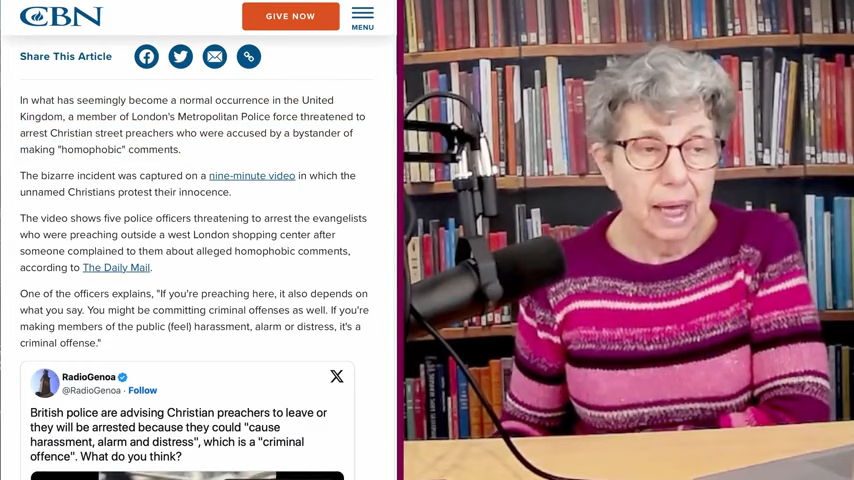 CBN
GIVE NOW
MENU
Share This Article
In what has seemingly become a normal occurrence in the United
Kingdom, a member of London's Metropolitan Police force threatened to
arrest Christian street preachers who were accused by a bystander of
making "homophobic" comments.
The bizarre incident was captured on a nine-minute video in which the
unnamed Christians protest their innocence.
The video shows five police officers threatening to arrest the evangelists
who were preaching outside a west London shopping center after
someone complained to them about alleged homophobic comments,
according to The Daily Mail.
One of the officers explains, "If you're preaching here, it also depends on
what you say. You might be committing criminal offenses as well. If you're
making members of the public (feel) harassment, alarm or distress, it's a
criminal offense."
RadioGenoa
@RadioGenoa · Follow
X
British police are advising Christian preachers to leave or
they will be arrested because they could "cause
harassment, alarm and distress", which is a "criminal
offence". What do you think?